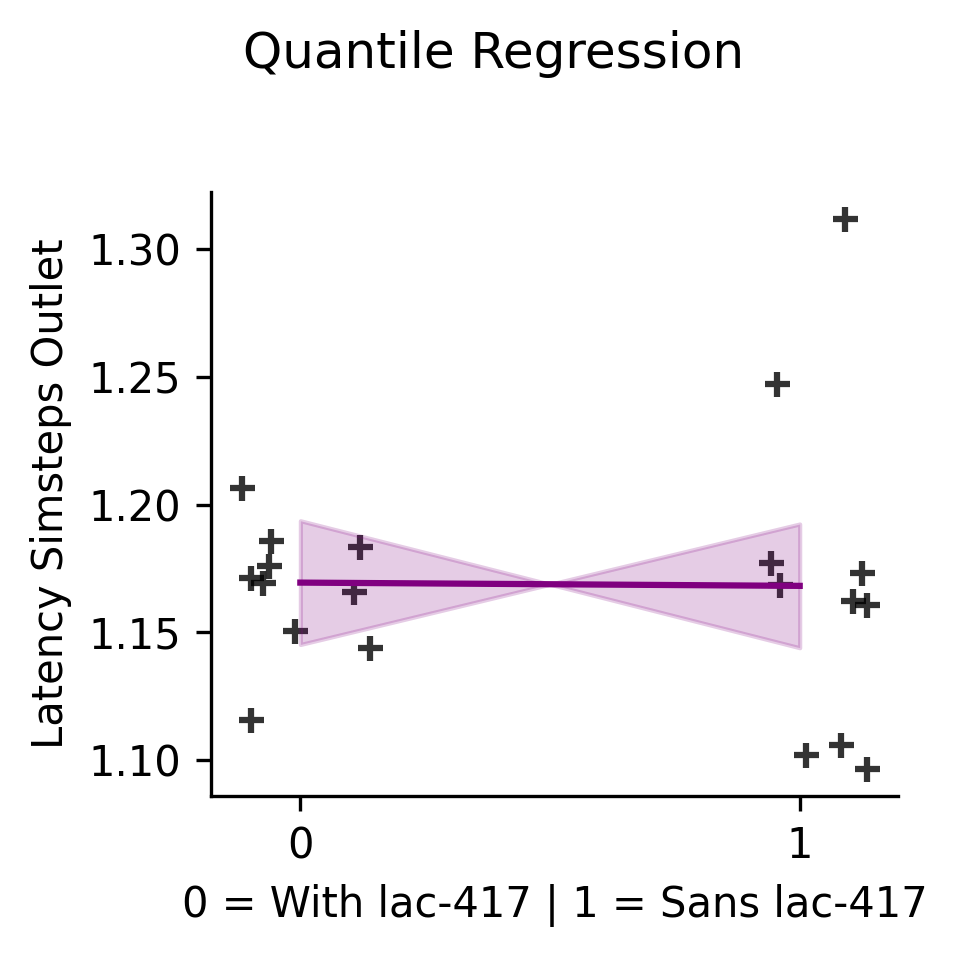 Quantile Regression
Latency Simsteps Outlet
1.30
1.25
1.20
1.15
1.10
0 1
0 = With lac-417 | 1 = Sans lac-417